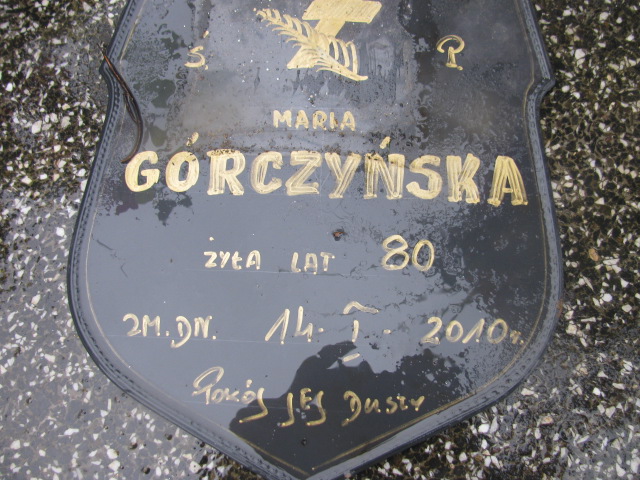 Ś. P.
MARIA
GÓRCZYŃSKA
ŻYŁA LAT 80
ZM. DN. 14. I. 2010 r.
Pokój JEJ Duszy